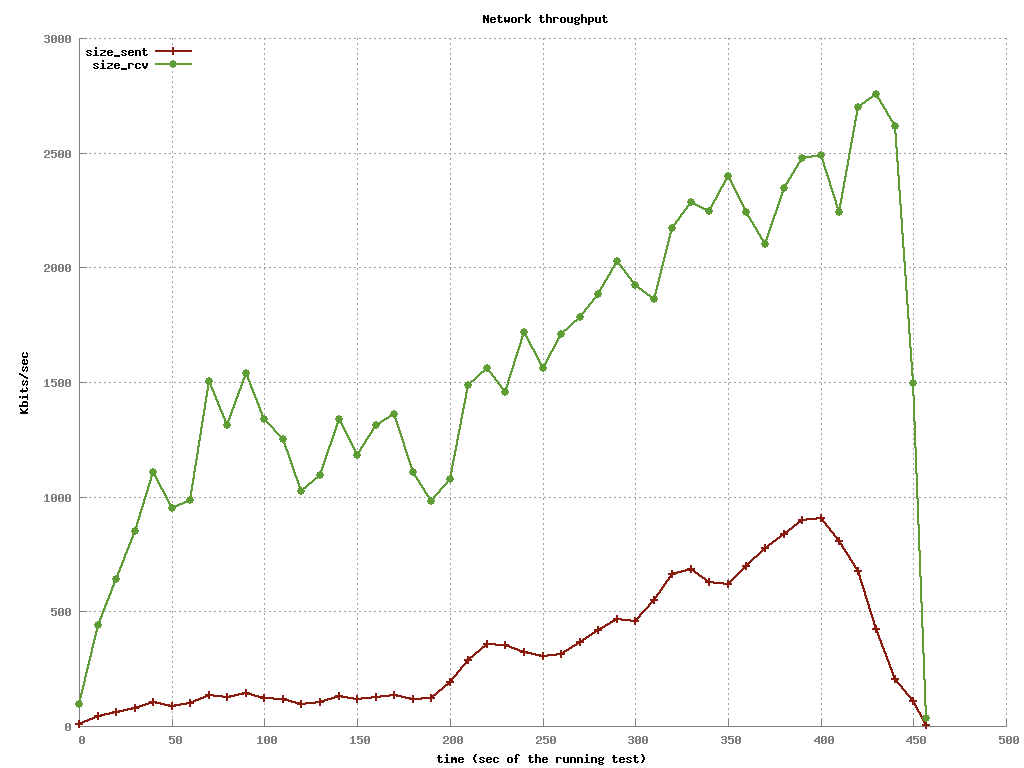 Network throughput
size_sent
size_rcv
3000
2500
2000
1500
1000
500
0
Kbits/sec
0 50 100 150 200 250 300 350 400 450 500
time (sec of the running test)